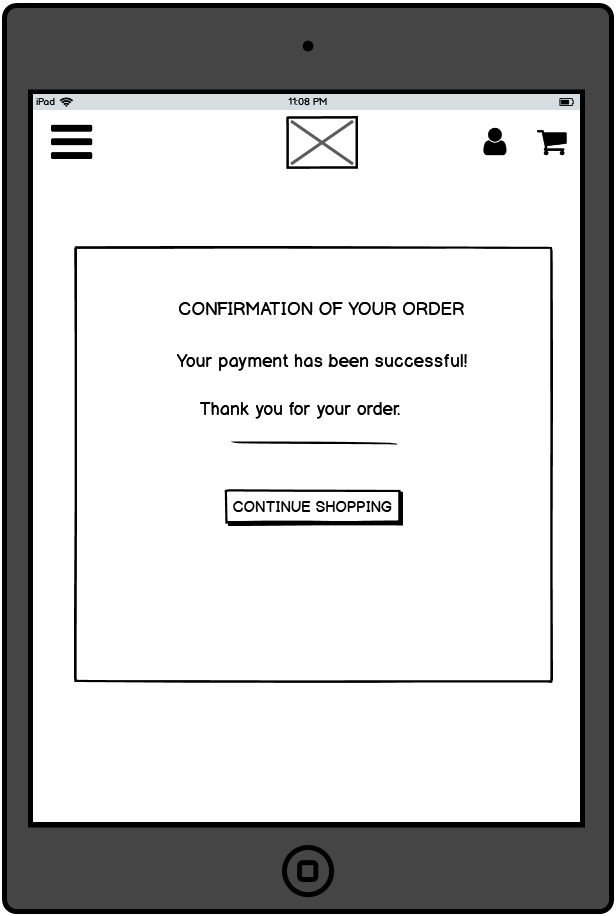 iPad 11:08 PM
CONFIRMATION OF YOUR ORDER
Your payment has been successful!
Thank you for your order.
CONTINUE SHOPPING